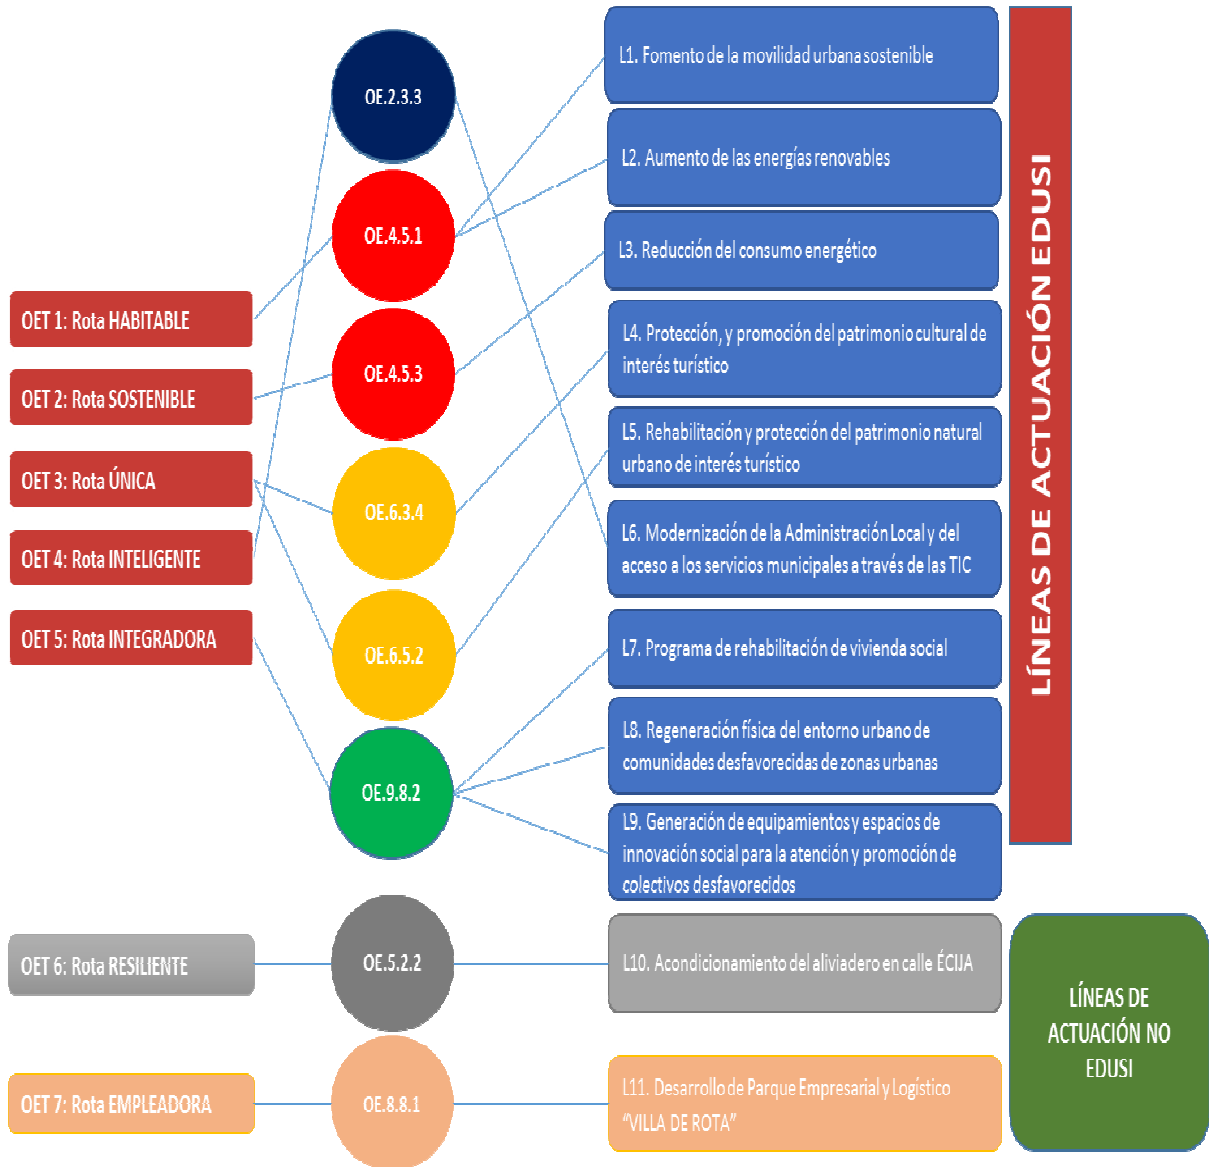 OET 1: Rota HABITABLE
OET 2: Rota SOSTENIBLE
OET 3: Rota ÚNICA
OET 4: Rota INTELIGENTE
OET 5: Rota INTEGRADORA
OET 6: Rota RESILIENTE
OET 7: Rota EMPLEADORA
OE.2.3.3
OE.4.5.1
OE.4.5.3
OE.6.3.4
OE.6.5.2
OE.9.8.2
OE.5.2.2
OE.8.8.1
L1. Fomento de la movilidad urbana sostenible
L2. Aumento de las energías renovables
L3. Reducción del consumo energético
L4. Protección, y promoción del patrimonio cultural de
interés turístico
L5. Rehabilitación y protección del patrimonio natural
urbano de interés turístico
L6. Modernización de la Administración Local y del
acceso a los servicios municipales a través de las TIC
L7. Programa de rehabilitación de vivienda social
L8. Regeneración física del entorno urbano de
comunidades desfavorecidas de zonas urbanas
L9. Generación de equipamientos y espacios de
innovación social para la atención y promoción de
colectivos desfavorecidos
L10. Acondicionamiento del aliviadero en calle ÉCIJA
L11. Desarrollo de Parque Empresarial y Logístico
“VILLA DE ROTA”
LÍNEAS DE ACTUACIÓN EDUSI
LÍNEAS DE
ACTUACIÓN NO
EDUSI